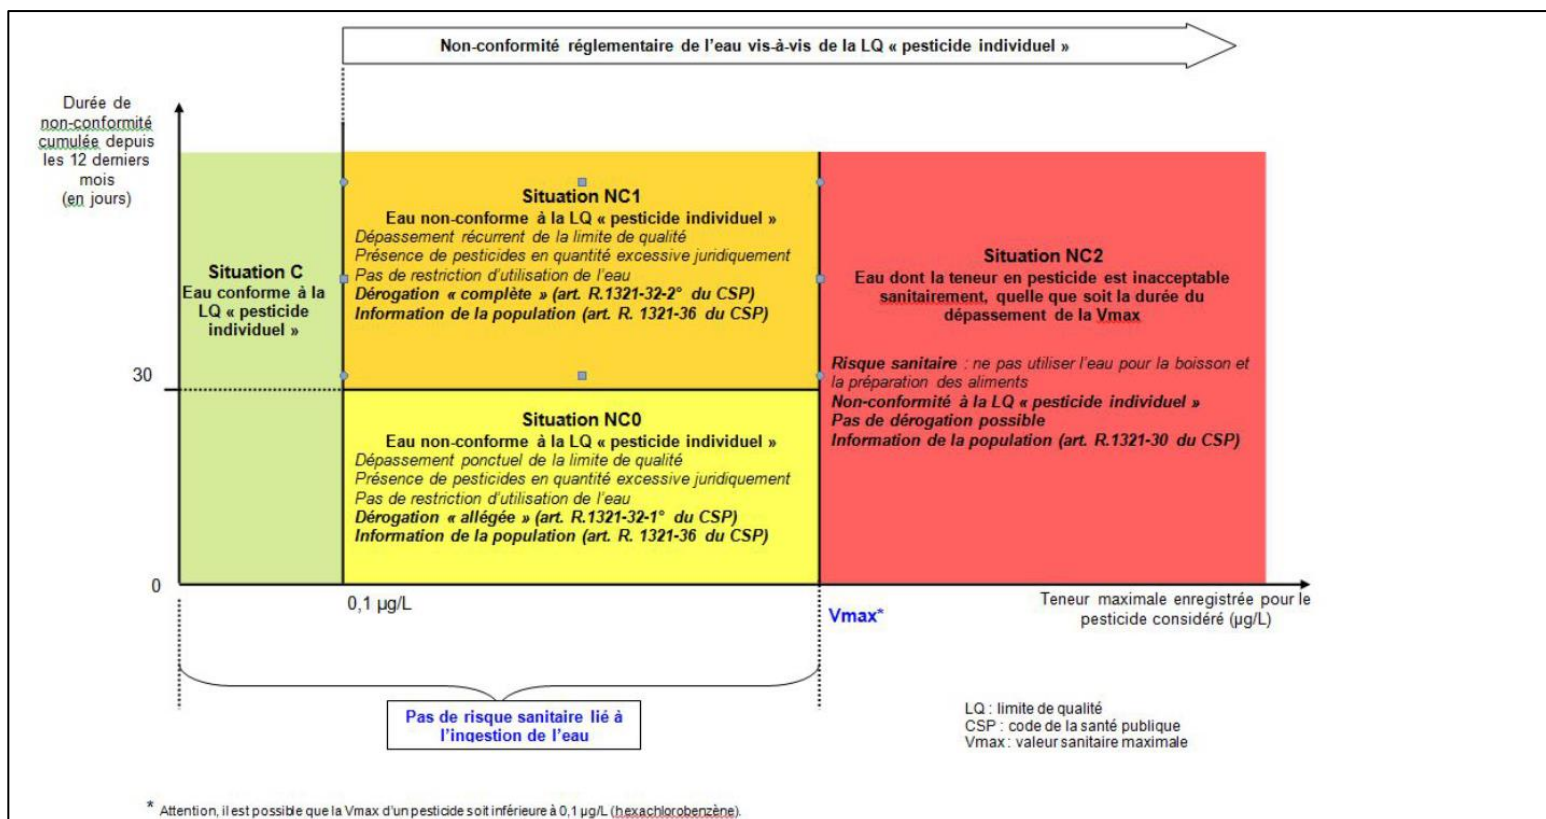 Non-conformité réglementaire de l'eau vis-à-vis de la LQ « pesticide individuel »
Durée de
non-conformité
cumulée depuis
les 12 derniers
mois
(en jours)
Situation C
Eau conforme à la
LQ « pesticide
individuel »
Situation NC1
Eau non-conforme à la LQ « pesticide individuel »
Dépassement récurrent de la limite de qualité
Présence de pesticides en quantité excessive juridiquement
Pas de restriction d'utilisation de l'eau
Dérogation « complète » (art. R.1321-32-2° du CSP)
Information de la population (art. R. 1321-36 du CSP)
Situation NC2
Eau dont la teneur en pesticide est inacceptable
sanitairement, quelle que soit la durée du
dépassement de la Vmax
Risque sanitaire : ne pas utiliser l'eau pour la boisson et
la préparation des aliments
Non-conformité à la LQ « pesticide individuel »
Pas de dérogation possible
Information de la population (art. R.1321-30 du CSP)
30
Situation NC0
Eau non-conforme à la LQ « pesticide individuel »
Dépassement ponctuel de la limite de qualité
Présence de pesticides en quantité excessive juridiquement
Pas de restriction d'utilisation de l'eau
Dérogation « allégée » (art. R.1321-32-1° du CSP)
Information de la population (art. R. 1321-36 du CSP)
0
0,1 µg/L
Vmax*
Teneur maximale enregistrée pour le
pesticide considéré (µg/L)
Pas de risque sanitaire lié à
l'ingestion de l'eau
LQ : limite de qualité
CSP : code de la santé publique
Vmax : valeur sanitaire maximale
* Attention, il est possible que la Vmax d'un pesticide soit inférieure à 0,1 µg/L (hexachlorobenzène).